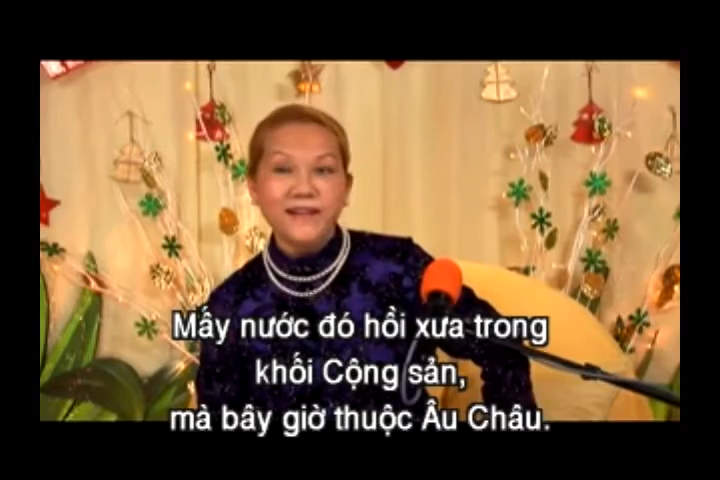 Mấy nước đó hồi xưa trong
khối Cộng sản,
mà bây giờ thuộc Âu Châu.